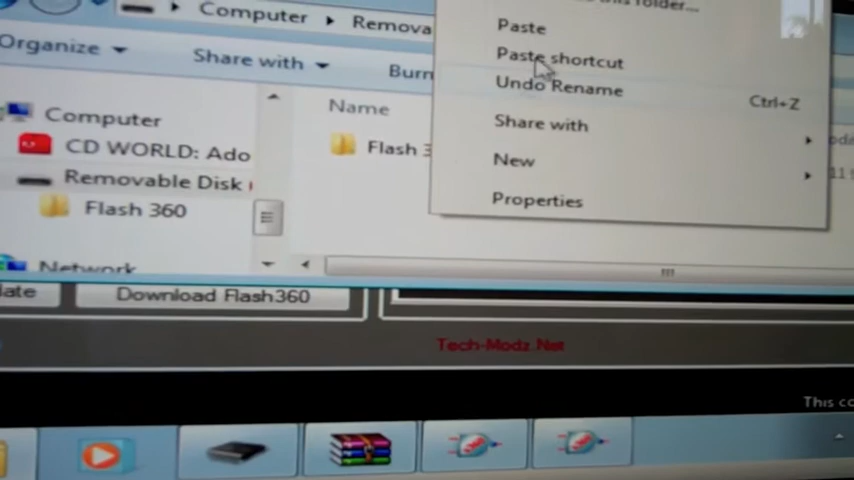 Computer
Remova
Organize
Share with
Burn
Computer
CD WORLD: Ado
Removable Disk
Flash 360
Network
Name
Flash 3
folder...
Paste
Paste shortcut
Undo Rename Ctrl+Z
Share with
New
Properties
Download Flash360
Tech-Modz.Net
This co